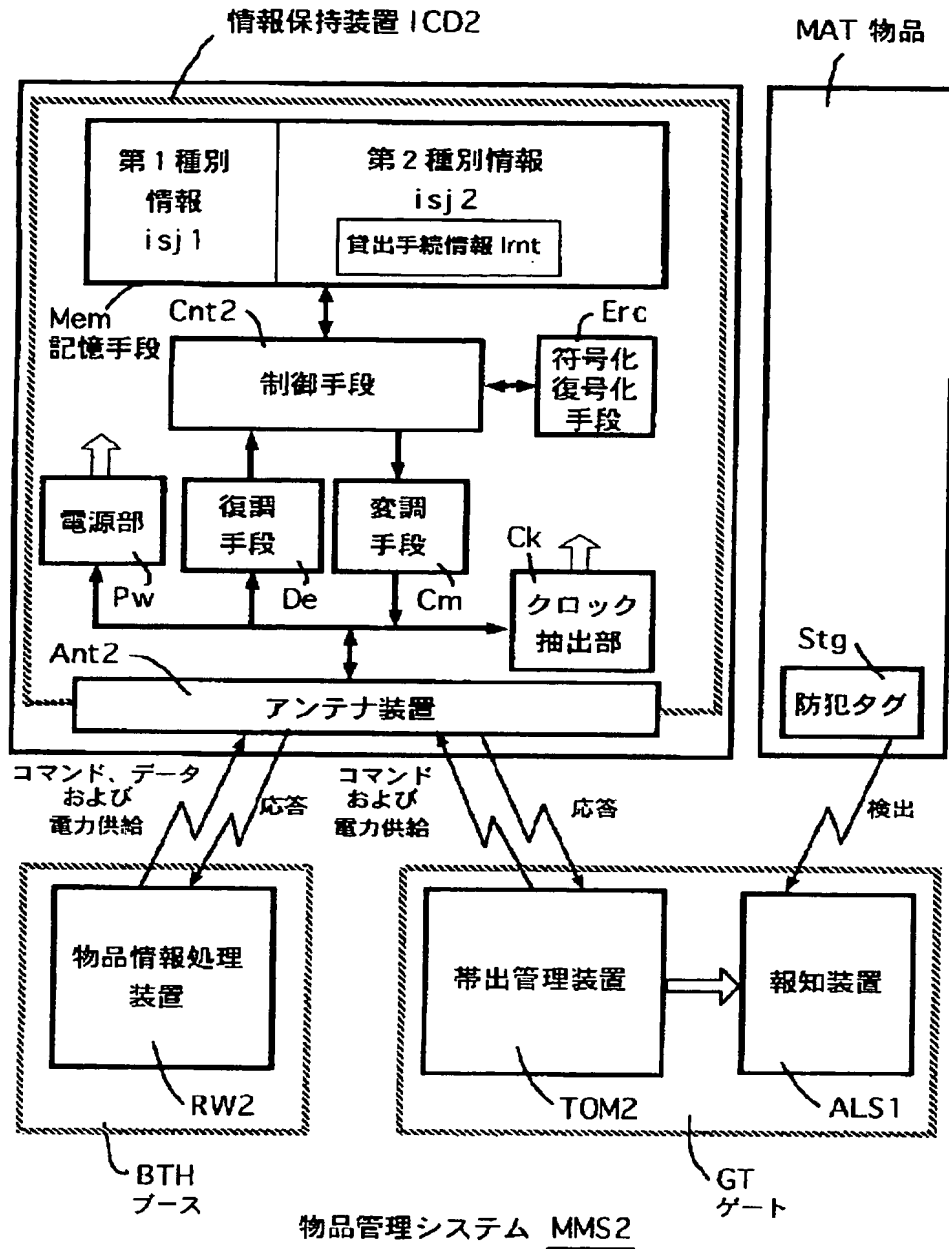 情報保持装置 ICD2
MAT 物品
第1種別
情報
isj1
第2種別情報
isj2
貸出手続情報 Irnt
Mem
記憶手段
Cnt2
制御手段
Erc
符号化
復号化
手段
電源部
Pw
復調
手段
De
変調
手段
Cm
Ck
クロック
抽出部
Ant2
アンテナ装置
Stg
防犯タグ
コマンド、データ
および
電力供給
応答
コマンド
および
電力供給
応答
検出
物品情報処理
装置
RW2
帯出管理装置
TOM2
報知装置
ALS1
BTH
ブース
GT
ゲート
物品管理システム MMS2